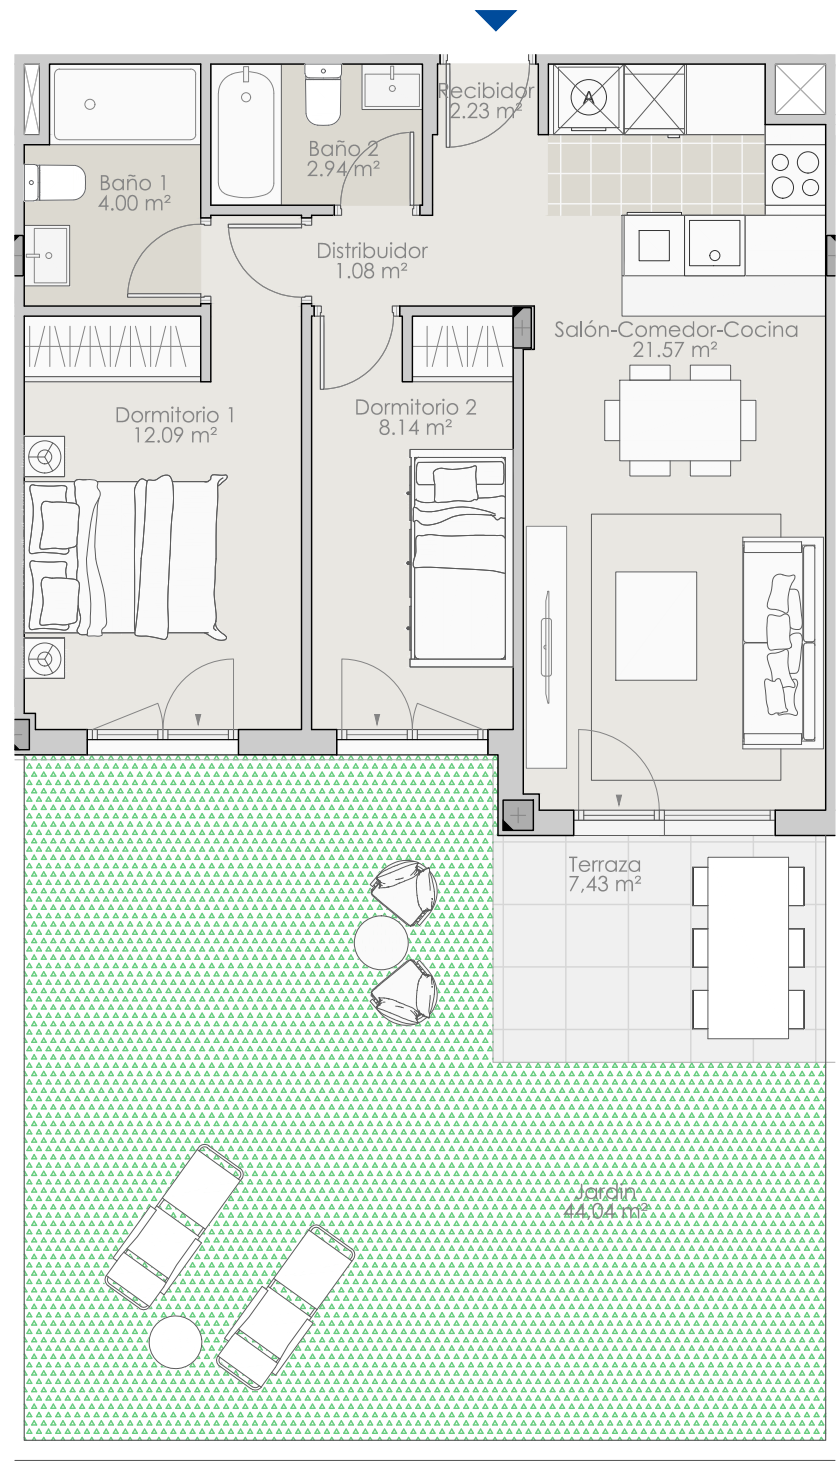 Recibidor
2.23 m²
A
Baño 2
2.94 m²
Baño 1
4.00 m²
Distribuidor
1.08 m²
Salón-Comedor-Cocina
21.57 m²
Dormitorio 1
12.09 m²
Dormitorio 2
8.14 m²
Terraza
7,43 m²
Jardín
44,04 m²